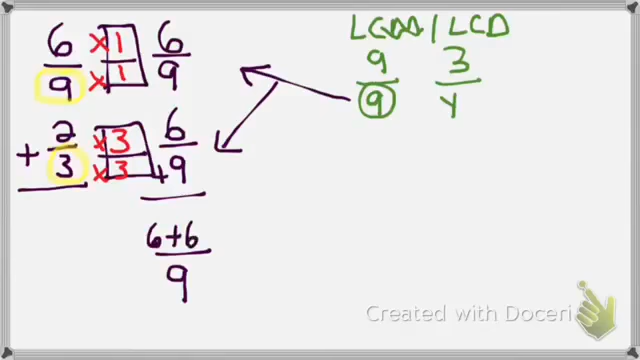 LCM / LCD
9 3
9 Y
6 ×1 6
9 ×1 9
2 ×3 6
+ 3 ×3 + 9
6+6
9
Created with Doceri